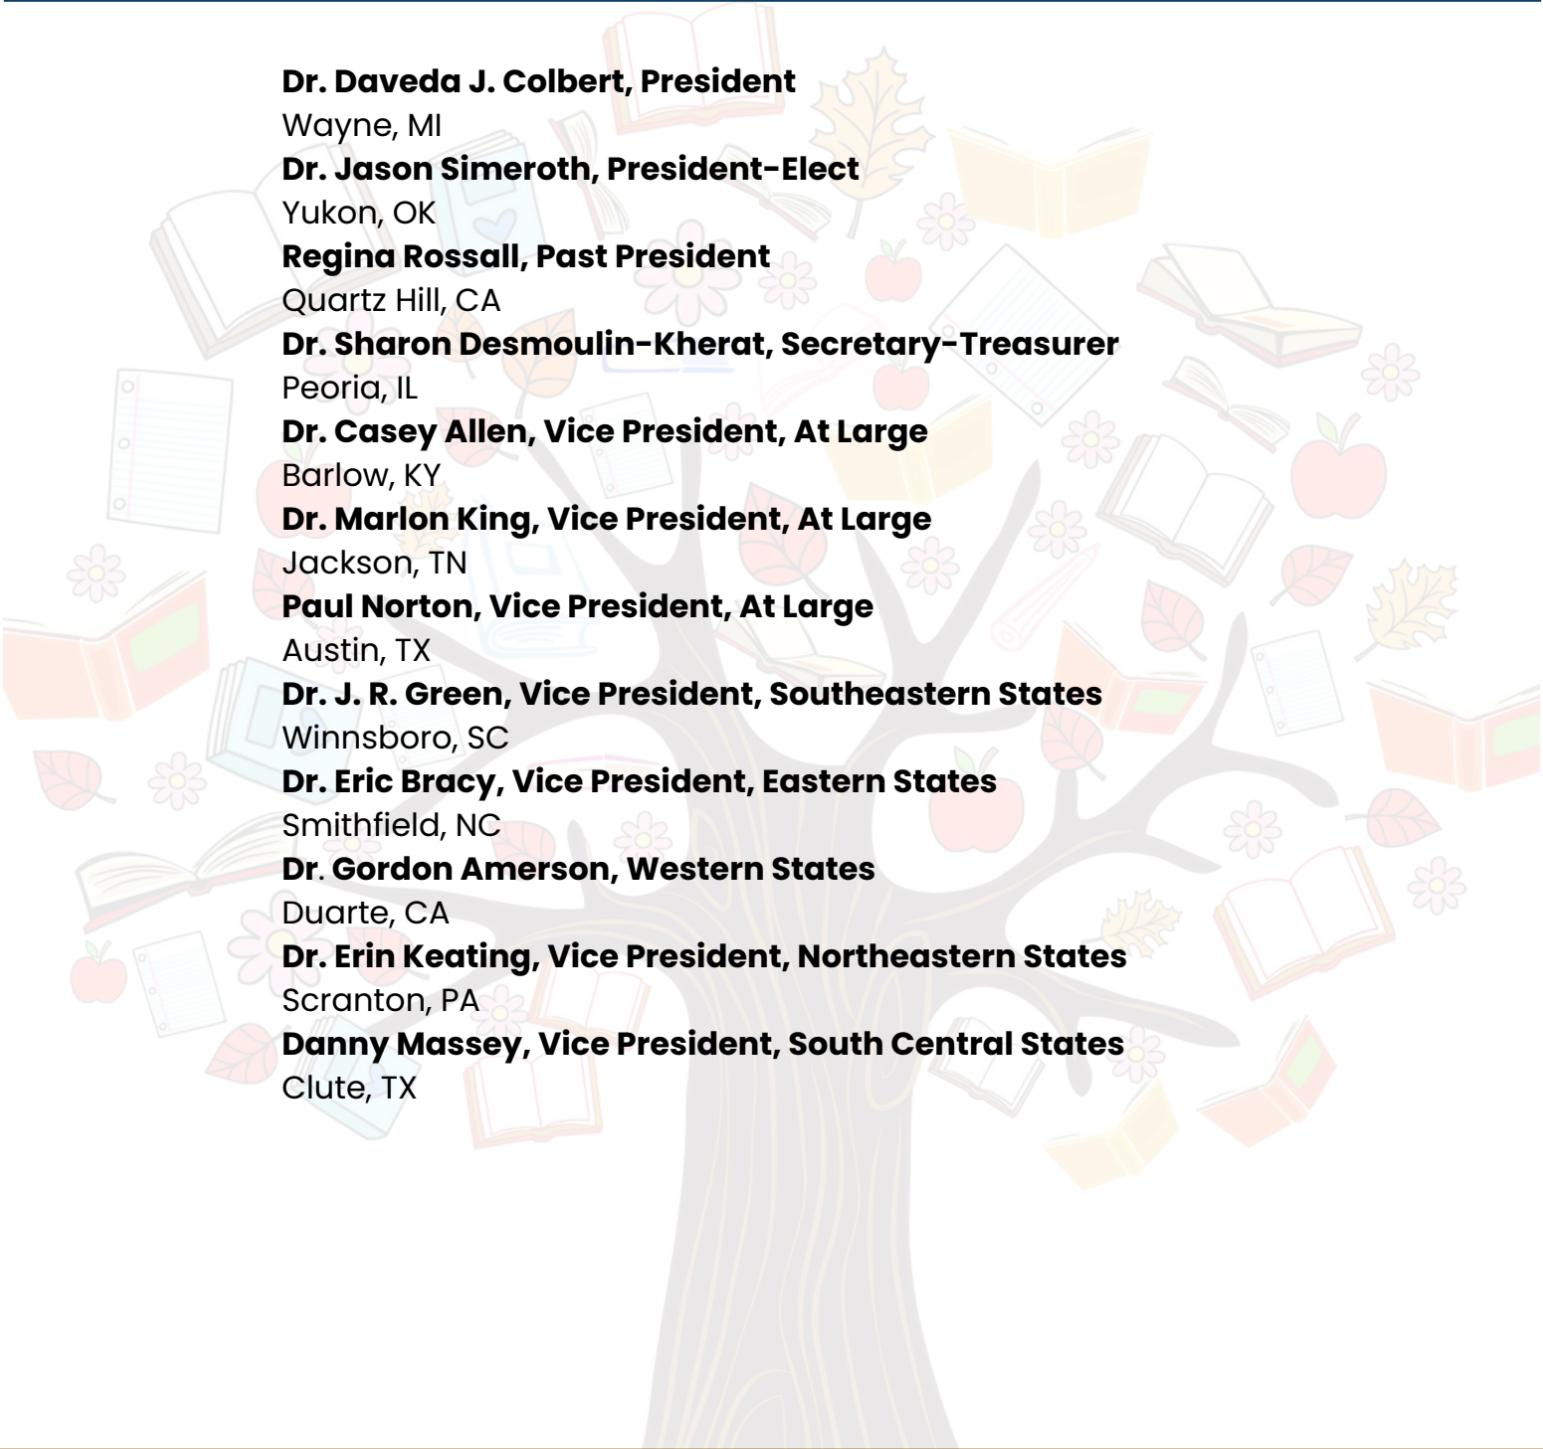 Dr. Daveda J. Colbert, President
Wayne, MI
Dr. Jason Simeroth, President-Elect
Yukon, OK
Regina Rossall, Past President
Quartz Hill, CA
Dr. Sharon Desmoulin-Kherat, Secretary-Treasurer
Peoria, IL
Dr. Casey Allen, Vice President, At Large
Barlow, KY
Dr. Marlon King, Vice President, At Large
Jackson, TN
Paul Norton, Vice President, At Large
Austin, TX
Dr. J. R. Green, Vice President, Southeastern States
Winnsboro, SC
Dr. Eric Bracy, Vice President, Eastern States
Smithfield, NC
Dr. Gordon Amerson, Western States
Duarte, CA
Dr. Erin Keating, Vice President, Northeastern States
Scranton, PA
Danny Massey, Vice President, South Central States
Clute, TX